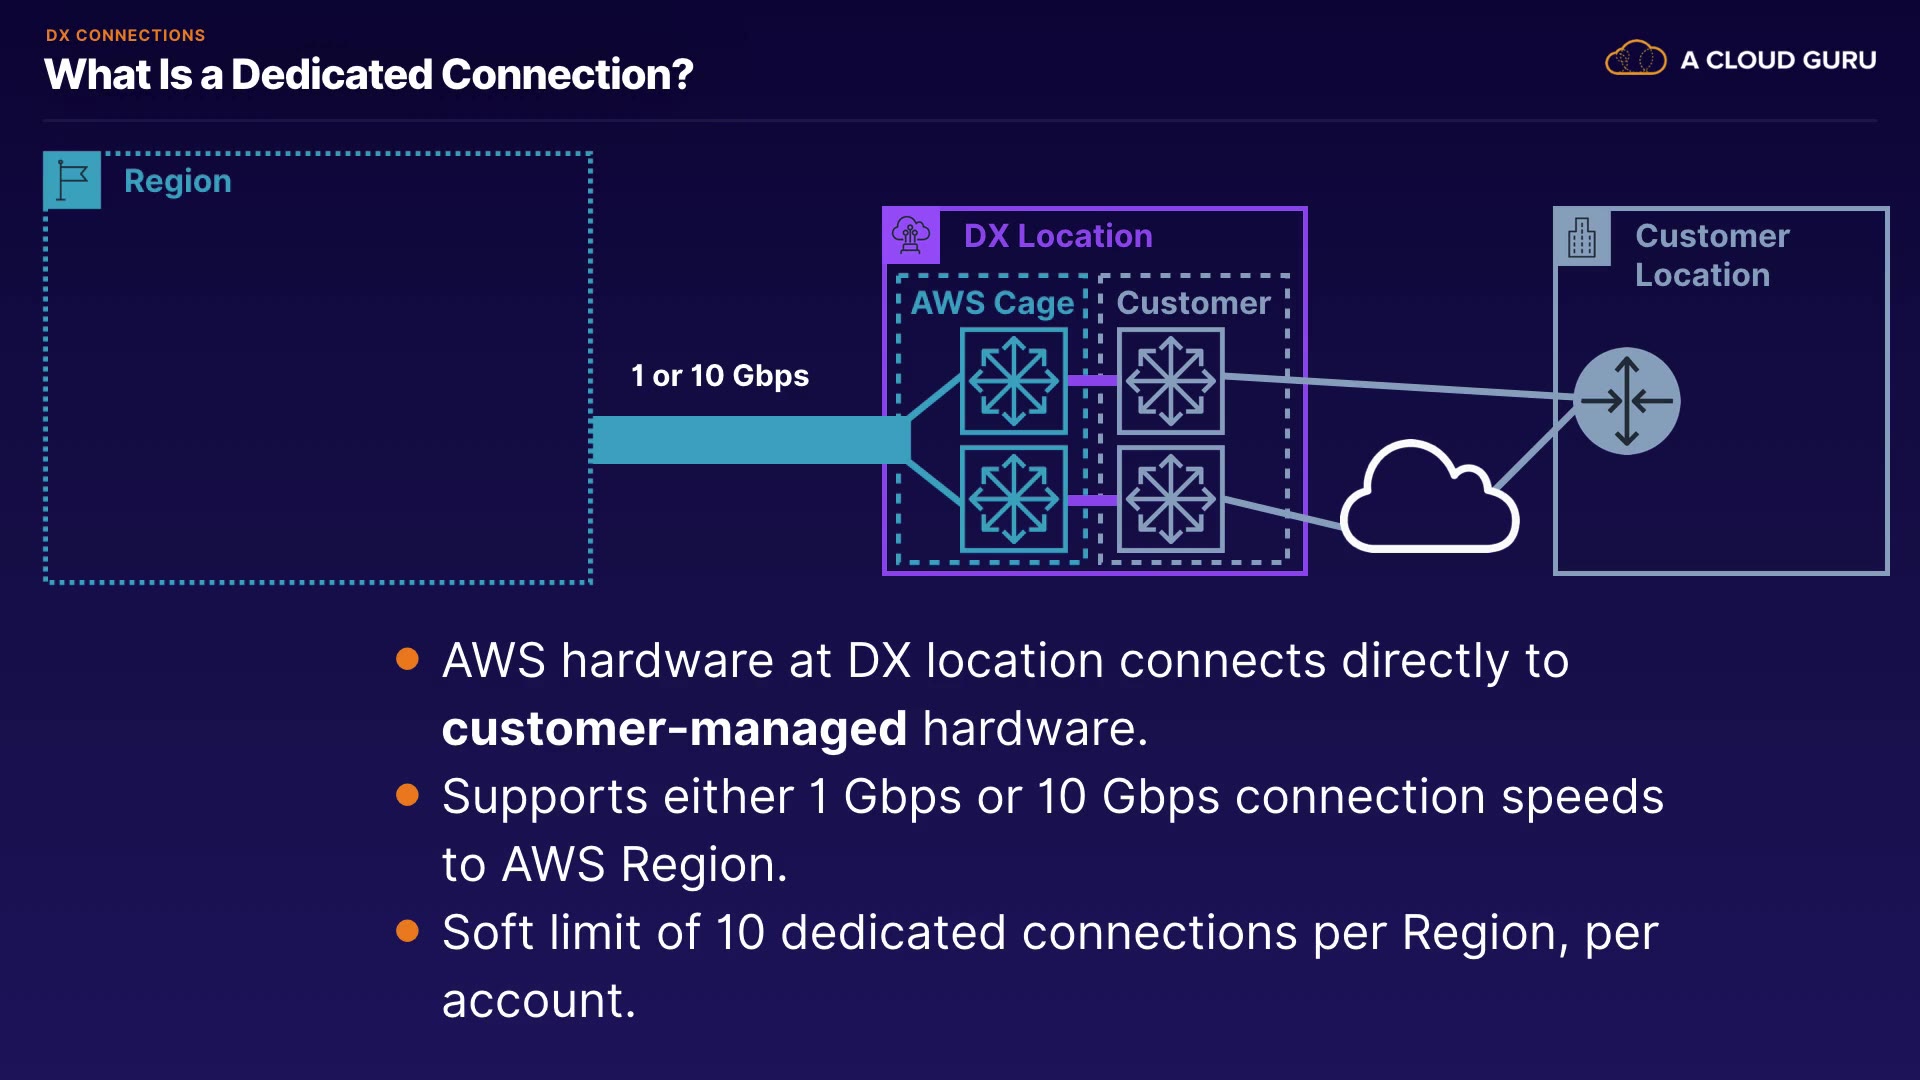 DX CONNECTIONS
What Is a Dedicated Connection?
A CLOUD GURU
Region
1 or 10 Gbps
DX Location
AWS Cage
Customer
Customer
Location
AWS hardware at DX location connects directly to
customer-managed hardware.
Supports either 1 Gbps or 10 Gbps connection speeds
to AWS Region.
Soft limit of 10 dedicated connections per Region, per
account.